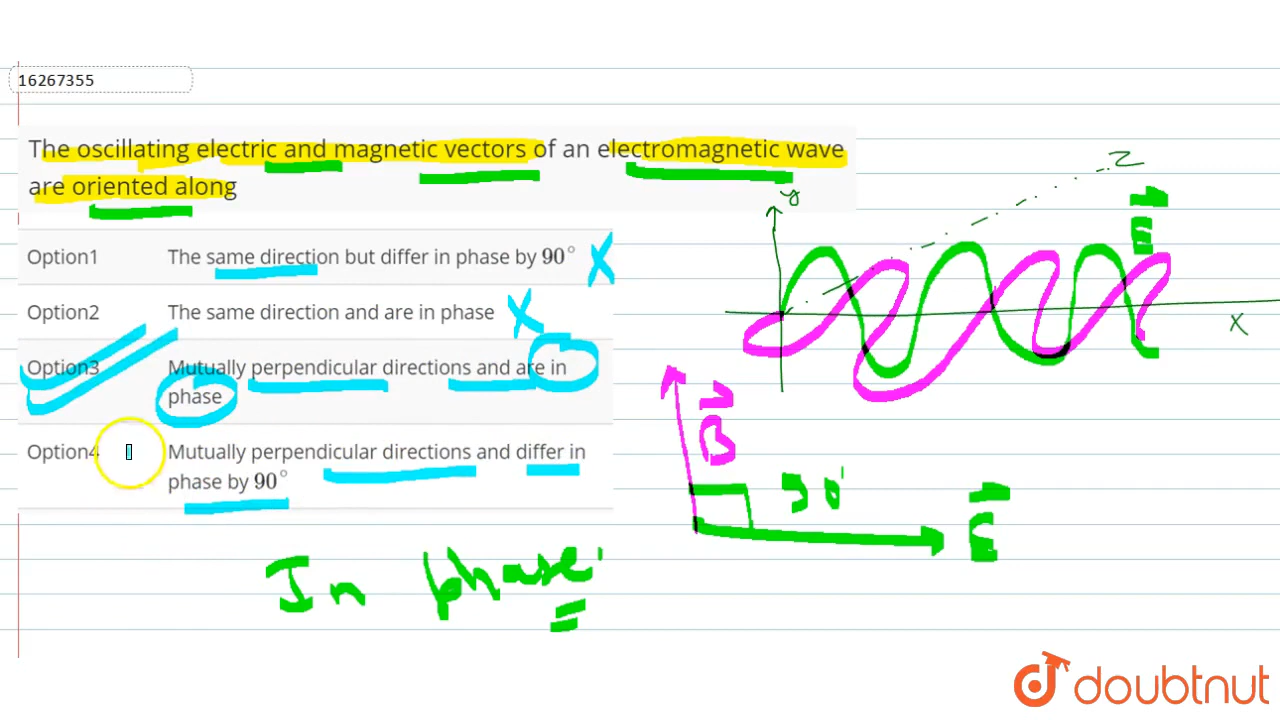 16267355
The oscillating electric and magnetic vectors of an electromagnetic wave
are oriented along
Option1 The same direction but differ in phase by 90°
Option2 The same direction and are in phase
Option3 Mutually perpendicular directions and are in
phase
Option4 Mutually perpendicular directions and differ in
phase by 90°
In phase
y
z
E
x
B
90°
E
doubtnut